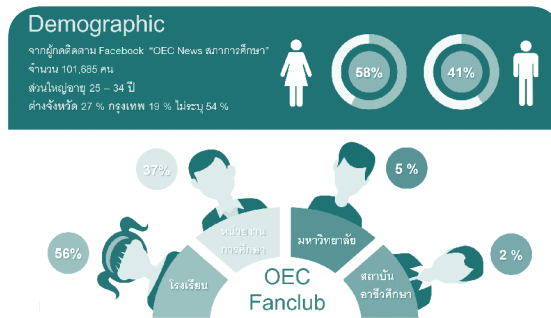 Demographic
จากผู้กดติดตาม Facebook "OEC News สภาการศึกษา"
จำนวน 101,685 คน
ส่วนใหญ่อายุ 25 – 34 ปี
ต่างจังหวัด 27 % กรุงเทพ 19 % ไม่ระบุ 54 %
58%
41%
37%
5 %
หน่วยงาน
การศึกษา
มหาวิทยาลัย
56%
2 %
โรงเรียน
สถาบัน
อาชีวศึกษา
OEC
Fanclub